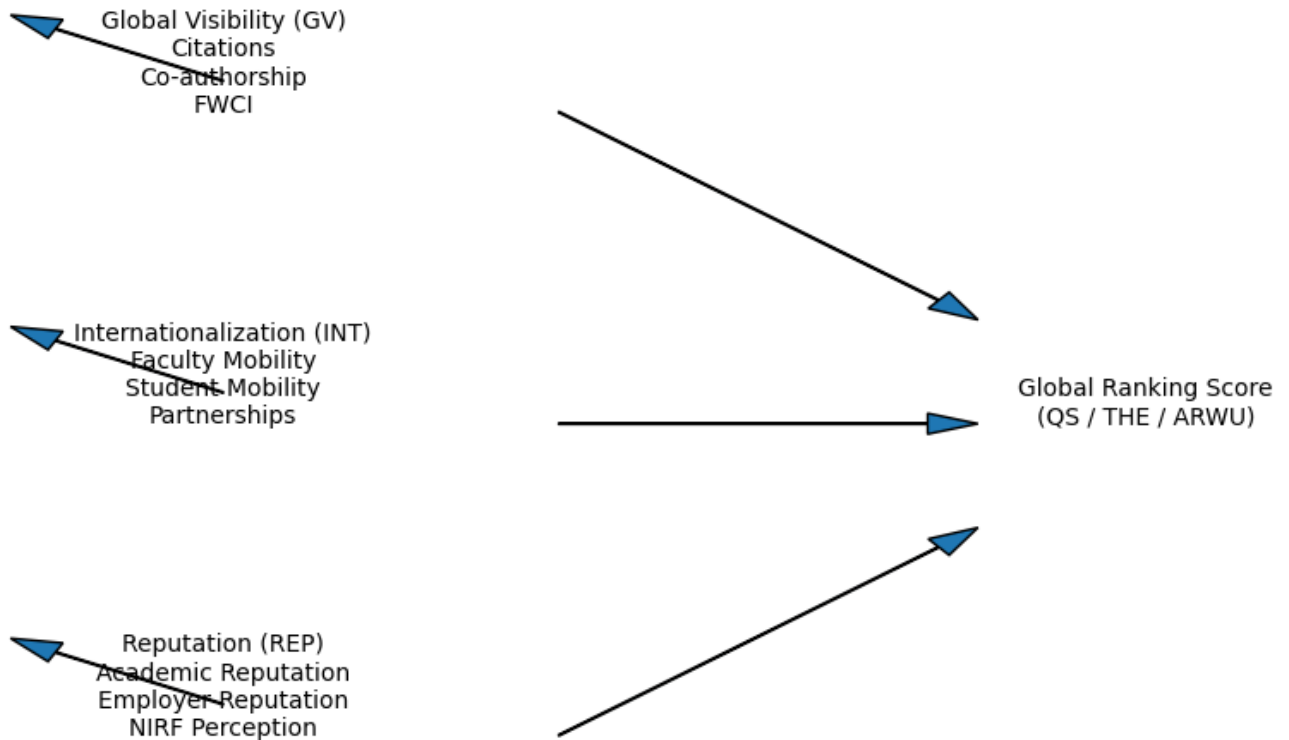 Global Visibility (GV)
Citations
Co-authorship
FWCI
Internationalization (INT)
Faculty Mobility
Student Mobility
Partnerships
Global Ranking Score
(QS / THE / ARWU)
Reputation (REP)
Academic Reputation
Employer Reputation
NIRF Perception